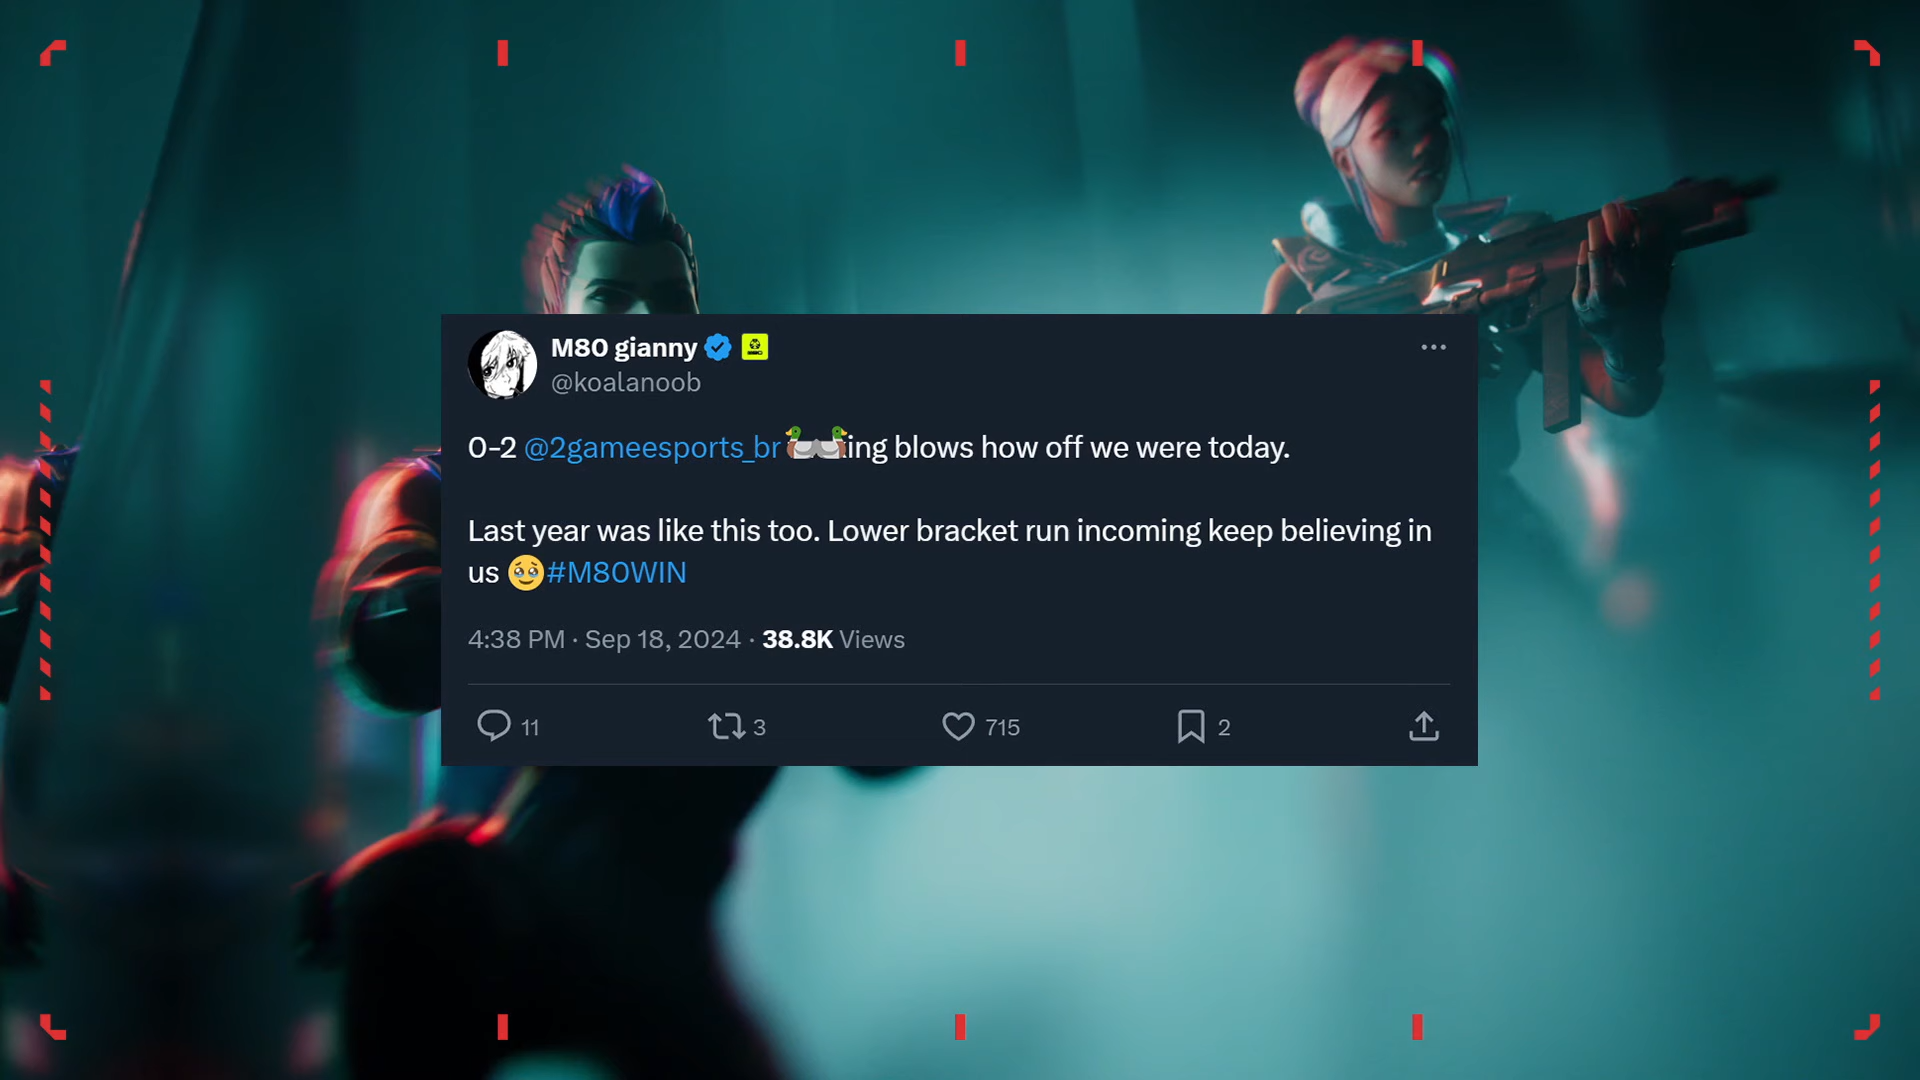 M80 gianny
@koalanoob
0-2 @2gameesports_br king blows how off we were today.
Last year was like this too. Lower bracket run incoming keep believing in
us 🥹#M80WIN
4:38 PM · Sep 18, 2024 · 38.8K Views
11 3 715 2